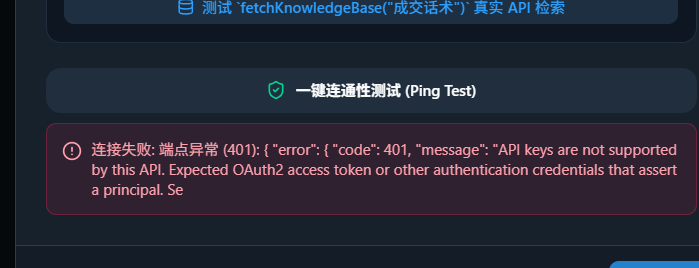 测试 `fetchKnowledgeBase("成交话术")` 真实 API 检索
一键连通性测试 (Ping Test)
连接失败: 端点异常 (401): { "error": { "code": 401, "message": "API keys are not supported
by this API. Expected OAuth2 access token or other authentication credentials that assert
a principal. Se